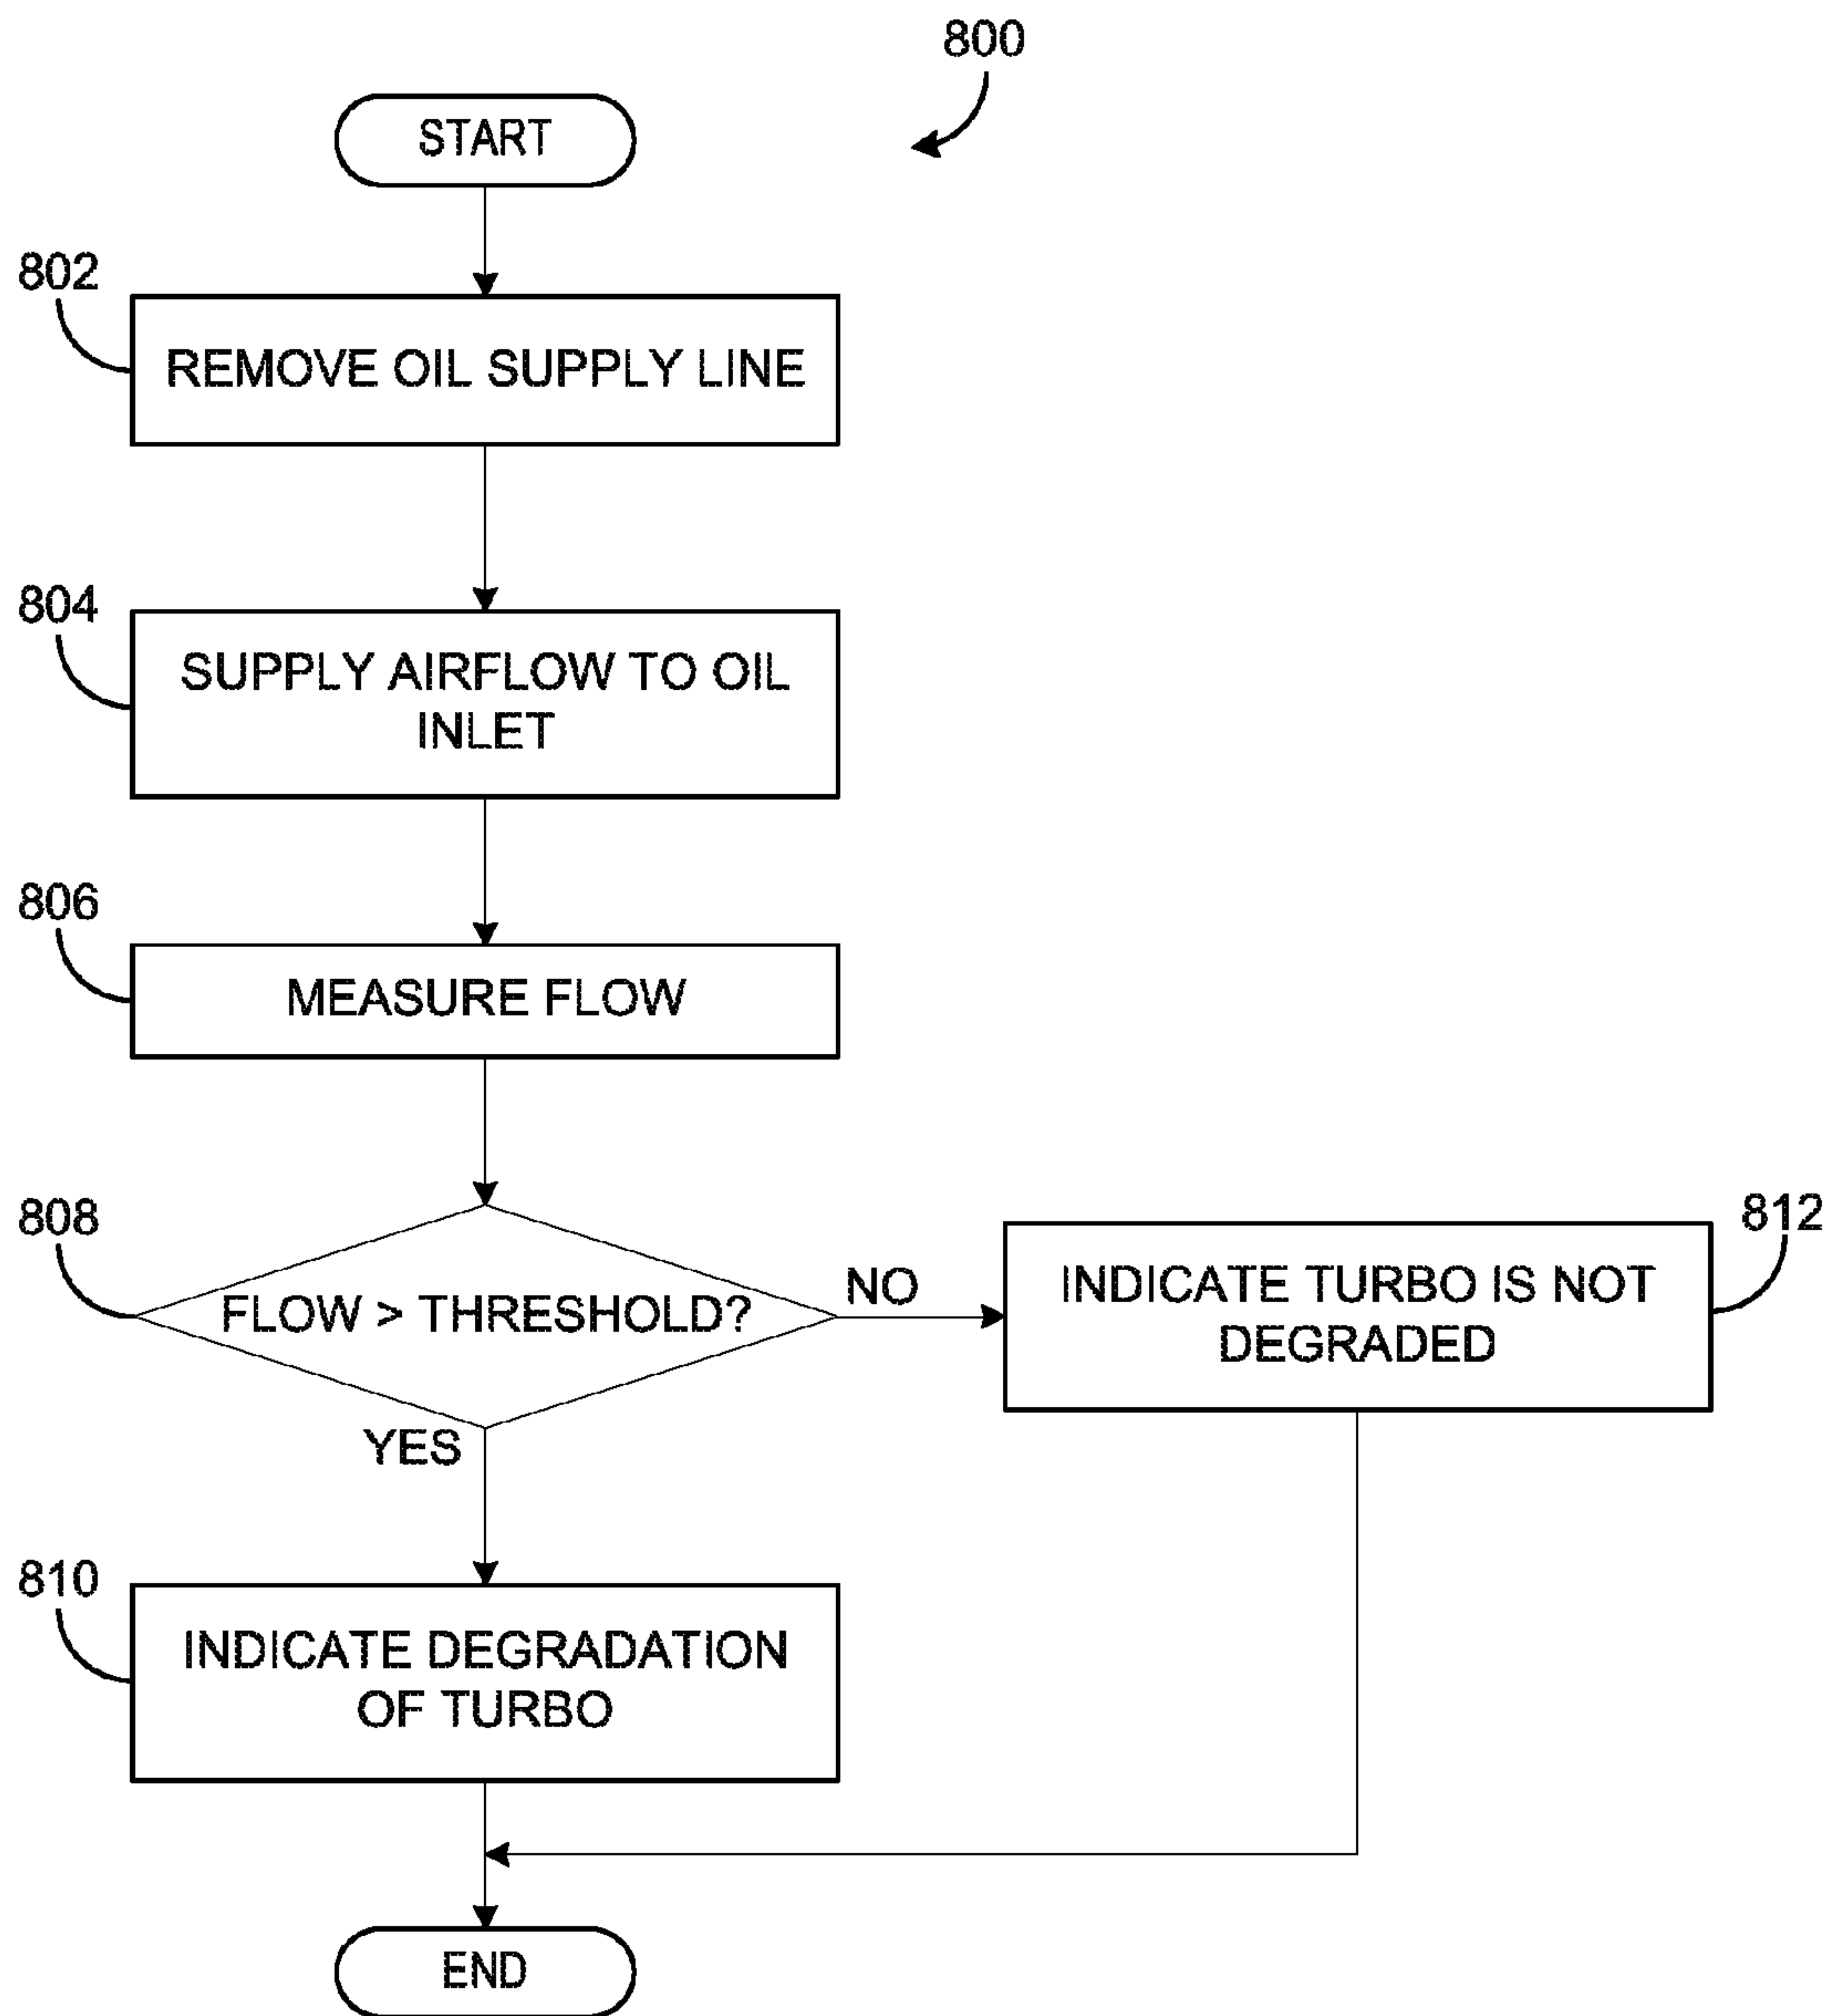 800
START
802
REMOVE OIL SUPPLY LINE
804
SUPPLY AIRFLOW TO OIL
INLET
806
MEASURE FLOW
808
FLOW > THRESHOLD?
NO
812
INDICATE TURBO IS NOT
DEGRADED
YES
810
INDICATE DEGRADATION
OF TURBO
END